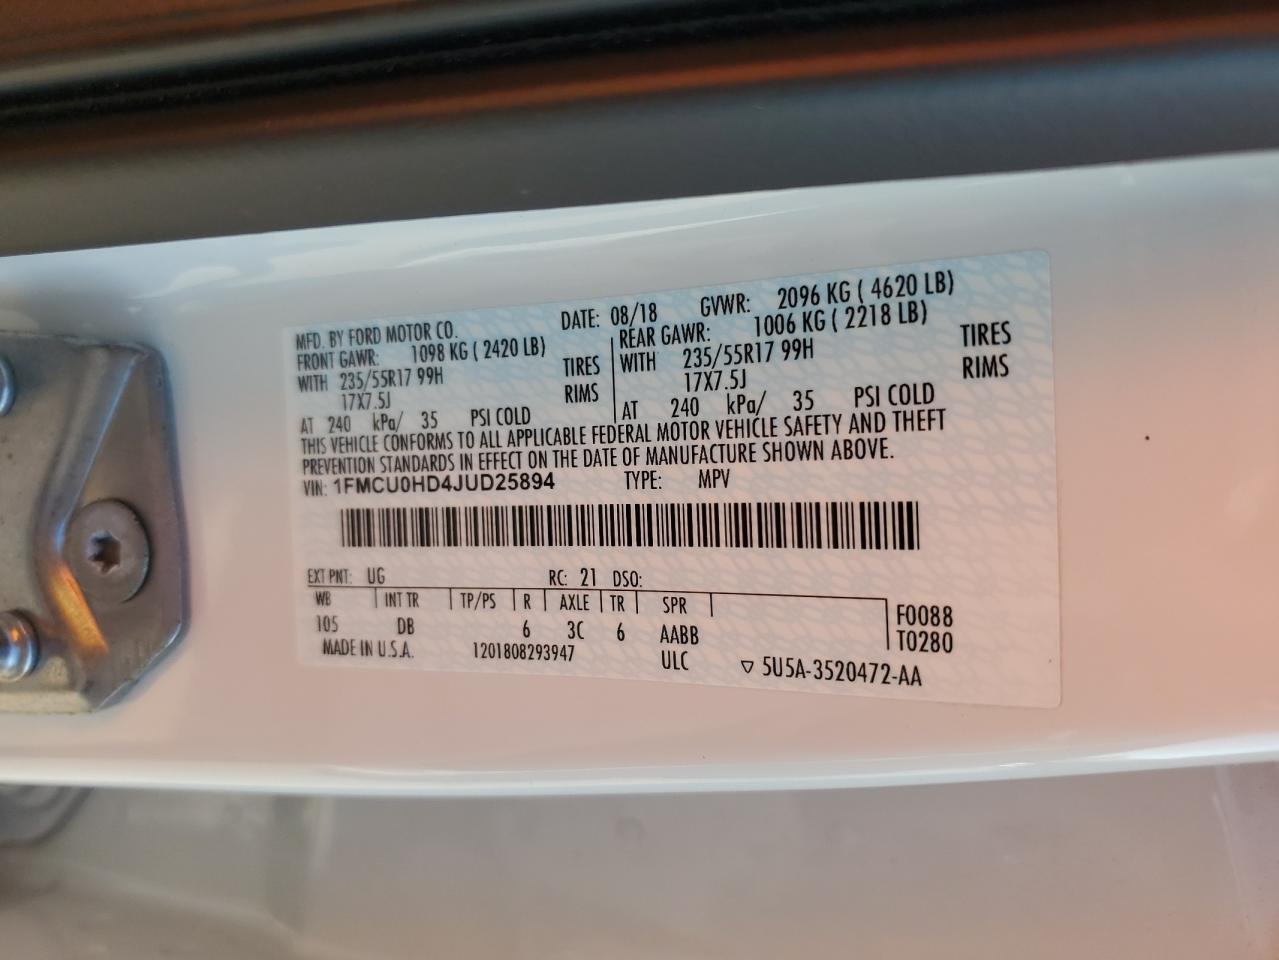 MFD. BY FORD MOTOR CO. DATE: 08/18 GVWR: 2096 KG ( 4620 LB)
FRONT GAWR: 1098 KG ( 2420 LB)
WITH 235/55R17 99H TIRES
17X7.5J RIMS
AT 240 kPa/ 35 PSI COLD
REAR GAWR: 1006 KG ( 2218 LB)
WITH 235/55R17 99H TIRES
17X7.5J RIMS
AT 240 kPa/ 35 PSI COLD
THIS VEHICLE CONFORMS TO ALL APPLICABLE FEDERAL MOTOR VEHICLE SAFETY AND THEFT
PREVENTION STANDARDS IN EFFECT ON THE DATE OF MANUFACTURE SHOWN ABOVE.
VIN: 1FMCU0HD4JUD25894 TYPE: MPV
EXT PNT: UG RC: 21 DSO:
WB INT TR TP/PS R AXLE TR SPR F0088
105 DB 6 3C 6 AABB T0280
MADE IN U.S.A. 1201808293947 ULC ▽ 5U5A-3520472-AA